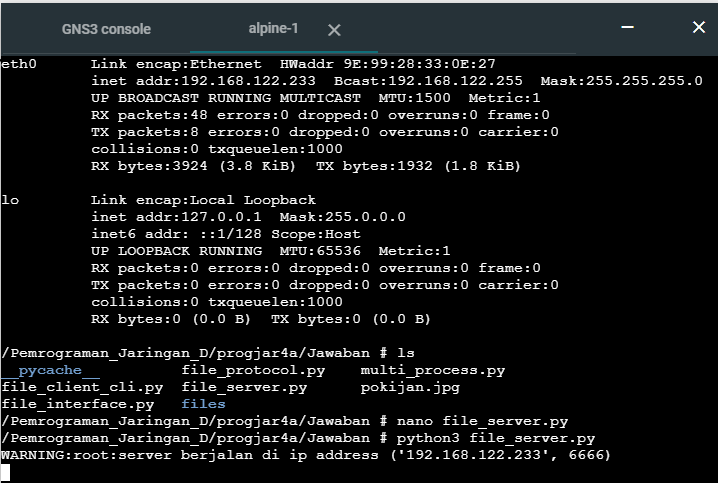 GNS3 console alpine-1
eth0 Link encap:Ethernet HWaddr 9E:99:28:33:0E:27
inet addr:192.168.122.233 Bcast:192.168.122.255 Mask:255.255.255.0
UP BROADCAST RUNNING MULTICAST MTU:1500 Metric:1
RX packets:48 errors:0 dropped:0 overruns:0 frame:0
TX packets:8 errors:0 dropped:0 overruns:0 carrier:0
collisions:0 txqueuelen:1000
RX bytes:3924 (3.8 KiB) TX bytes:1932 (1.8 KiB)
lo Link encap:Local Loopback
inet addr:127.0.0.1 Mask:255.0.0.0
inet6 addr: ::1/128 Scope:Host
UP LOOPBACK RUNNING MTU:65536 Metric:1
RX packets:0 errors:0 dropped:0 overruns:0 frame:0
TX packets:0 errors:0 dropped:0 overruns:0 carrier:0
collisions:0 txqueuelen:1000
RX bytes:0 (0.0 B) TX bytes:0 (0.0 B)
/Pemrograman_Jaringan_D/progjar4a/Jawaban # ls
__pycache__ file_protocol.py multi_process.py
file_client_cli.py file_server.py pokijan.jpg
file_interface.py files
/Pemrograman_Jaringan_D/progjar4a/Jawaban # nano file_server.py
/Pemrograman_Jaringan_D/progjar4a/Jawaban # python3 file_server.py
WARNING:root:server berjalan di ip address ('192.168.122.233', 6666)